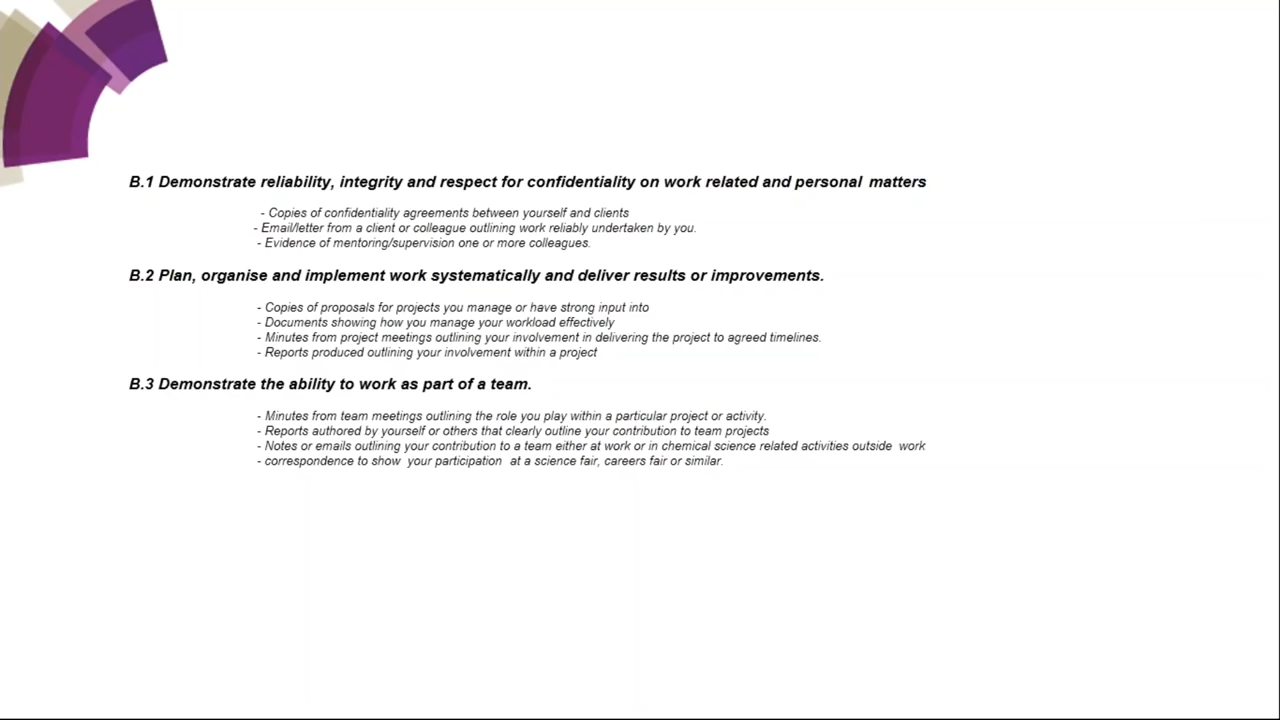 B.1 Demonstrate reliability, integrity and respect for confidentiality on work related and personal matters
- Copies of confidentiality agreements between yourself and clients
- Email/letter from a client or colleague outlining work reliably undertaken by you.
- Evidence of mentoring/supervision one or more colleagues.
B.2 Plan, organise and implement work systematically and deliver results or improvements.
- Copies of proposals for projects you manage or have strong input into
- Documents showing how you manage your workload effectively
- Minutes from project meetings outlining your involvement in delivering the project to agreed timelines.
- Reports produced outlining your involvement within a project
B.3 Demonstrate the ability to work as part of a team.
- Minutes from team meetings outlining the role you play within a particular project or activity.
- Reports authored by yourself or others that clearly outline your contribution to team projects
- Notes or emails outlining your contribution to a team either at work or in chemical science related activities outside work
- correspondence to show your participation at a science fair, careers fair or similar.